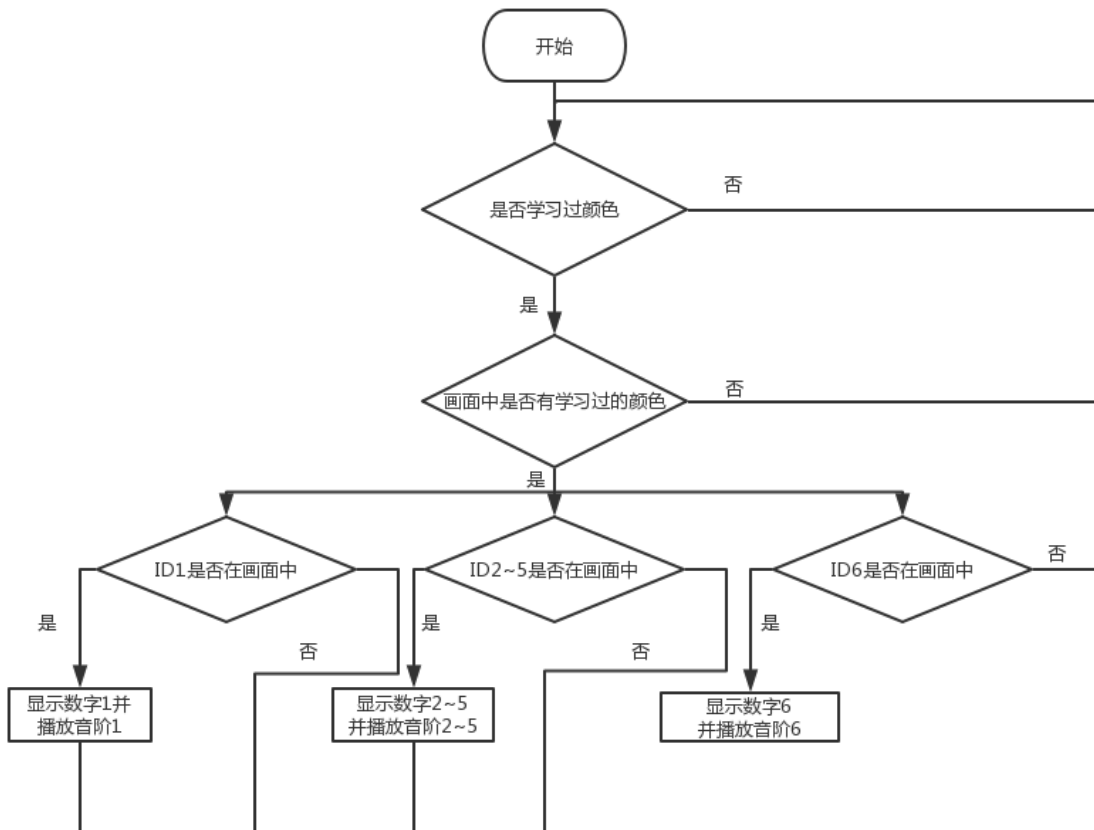 开始
是否学习过颜色
否
是
画面中是否有学习过的颜色
否
是
ID1是否在画面中
ID2~5是否在画面中
ID6是否在画面中
否
是
否
是
否
是
显示数字1并
播放音阶1
显示数字2~5
并播放音阶2~5
显示数字6
并播放音阶6